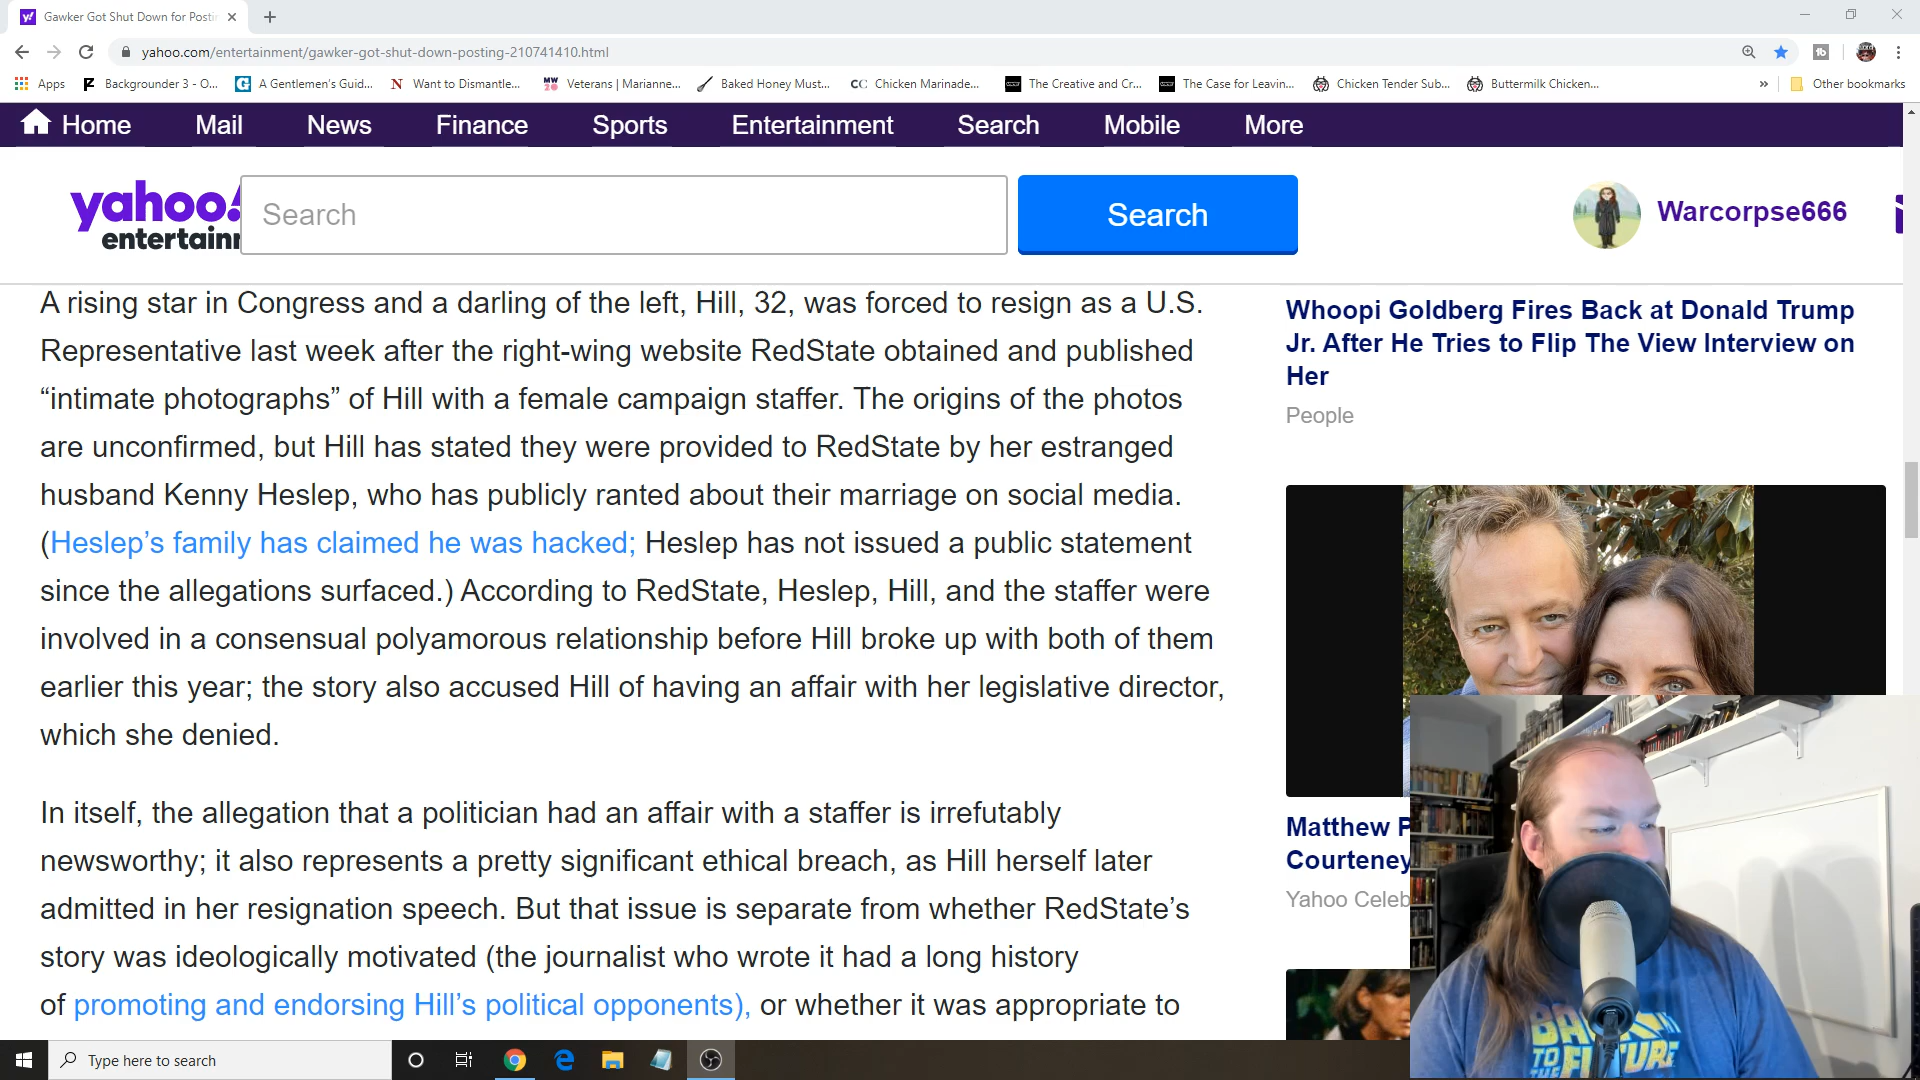 Gawker Got Shut Down for Posti
yahoo.com/entertainment/gawker-got-shut-down-posting-210741410.html
Apps
Backgrounder 3 - O...
A Gentlemen's Guid...
Want to Dismantle...
Veterans | Marianne...
Baked Honey Must...
Chicken Marinade...
The Creative and Cr...
The Case for Leavin...
Chicken Tender Sub...
Buttermilk Chicken...
»
Other bookmarks
Home Mail News Finance Sports Entertainment Search Mobile More
yahoo!
entertainn
Search
Search
Warcorpse666
A rising star in Congress and a darling of the left, Hill, 32, was forced to resign as a U.S.
Representative last week after the right-wing website RedState obtained and published
“intimate photographs” of Hill with a female campaign staffer. The origins of the photos
are unconfirmed, but Hill has stated they were provided to RedState by her estranged
husband Kenny Heslep, who has publicly ranted about their marriage on social media.
(Heslep’s family has claimed he was hacked; Heslep has not issued a public statement
since the allegations surfaced.) According to RedState, Heslep, Hill, and the staffer were
involved in a consensual polyamorous relationship before Hill broke up with both of them
earlier this year; the story also accused Hill of having an affair with her legislative director,
which she denied.
In itself, the allegation that a politician had an affair with a staffer is irrefutably
newsworthy; it also represents a pretty significant ethical breach, as Hill herself later
admitted in her resignation speech. But that issue is separate from whether RedState’s
story was ideologically motivated (the journalist who wrote it had a long history
of promoting and endorsing Hill’s political opponents), or whether it was appropriate to
Whoopi Goldberg Fires Back at Donald Trump
Jr. After He Tries to Flip The View Interview on
Her
People
Matthew P
Courteney
Yahoo Celeb
BACK
TO THE FUTURE
Type here to search